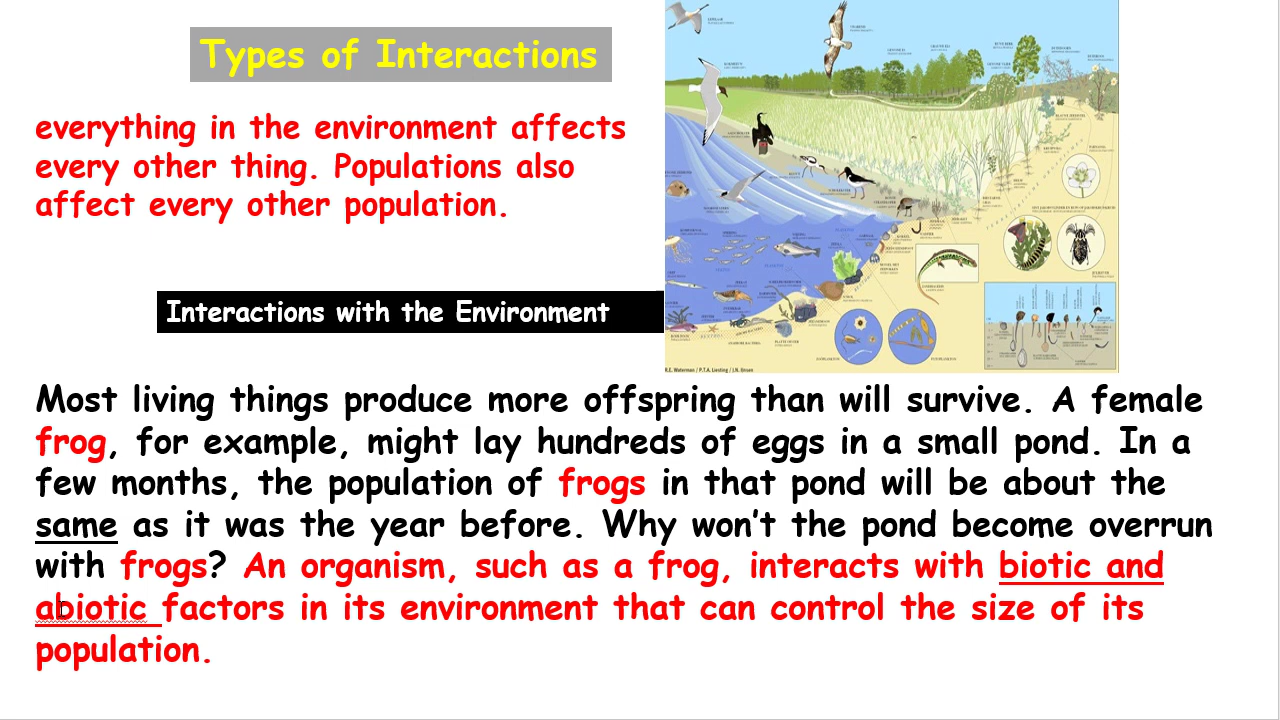 Types of Interactions
everything in the environment affects
every other thing. Populations also
affect every other population.
Interactions with the Environment
R.E. Waterman / P.T.A. Liesting / J.N. Ginsen
Most living things produce more offspring than will survive. A female
frog, for example, might lay hundreds of eggs in a small pond. In a
few months, the population of frogs in that pond will be about the
same as it was the year before. Why won't the pond become overrun
with frogs? An organism, such as a frog, interacts with biotic and
abiotic factors in its environment that can control the size of its
population.